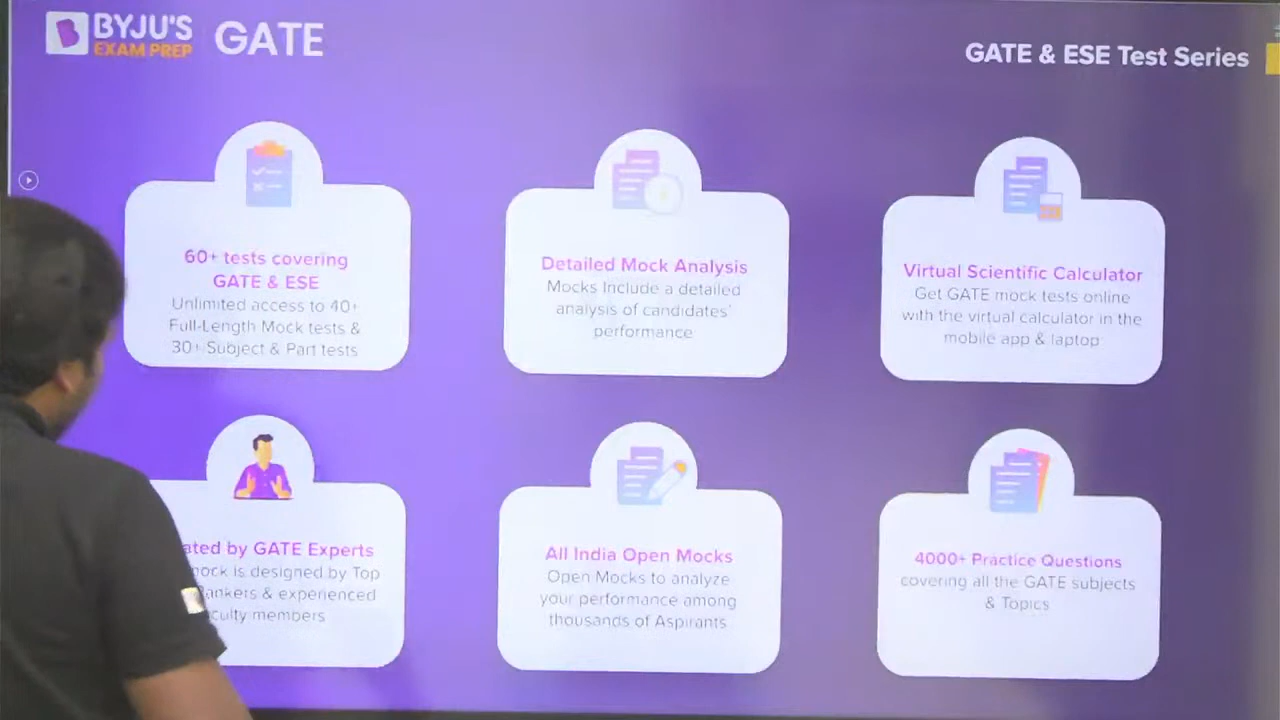 BYJU'S
EXAM PREP
GATE
GATE & ESE Test Series
60+ tests covering
GATE & ESE
Unlimited access to 40+
Full-Length Mock tests &
30+ Subject & Part tests
Detailed Mock Analysis
Mocks Include a detailed
analysis of candidates'
performance
Virtual Scientific Calculator
Get GATE mock tests online
with the virtual calculator in the
mobile app & laptop
by GATE Experts
is designed by Top
& experienced
members
All India Open Mocks
Open Mocks to analyze
your performance among
thousands of Aspirants
4000+ Practice Questions
covering all the GATE subjects
& Topics